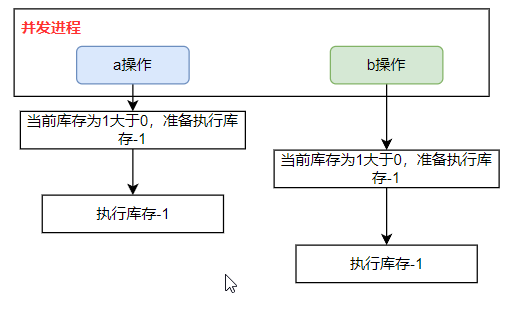 并发进程
a操作
b操作
当前库存为1大于0，准备执行库
存-1
当前库存为1大于0，准备执行库
存-1
执行库存-1
执行库存-1